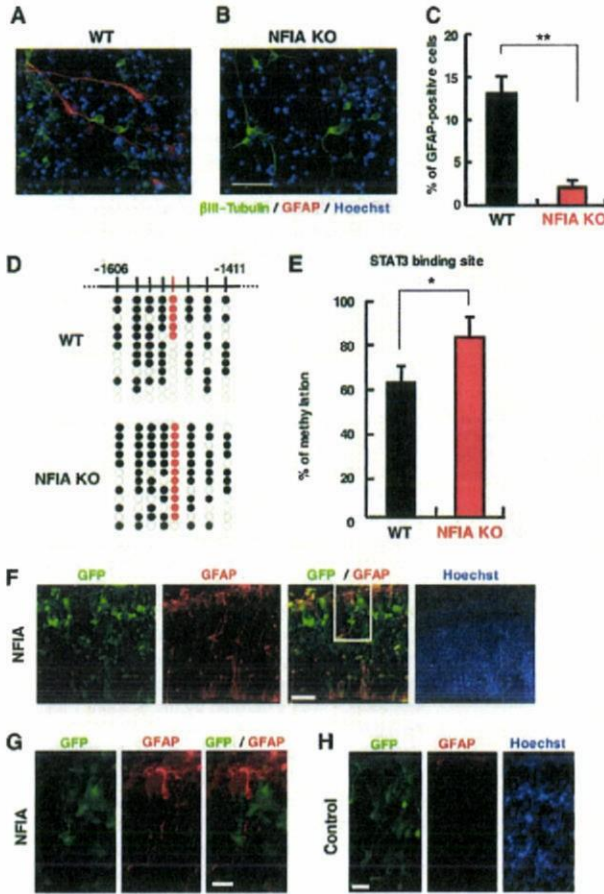 A
WT
B
NFIA KO
βIII-Tubulin / GFAP / Hoechst
C
**
% of GFAP-positive cells
20
15
10
5
0
WT
NFIA KO
D
-1606
-1411
WT
NFIA KO
E
STAT3 binding site
*
% of methylation
100
80
60
40
20
0
WT
NFIA KO
F
GFP
GFAP
GFP / GFAP
Hoechst
NFIA
G
GFP
GFAP
GFP / GFAP
NFIA
H
GFP
GFAP
Hoechst
Control